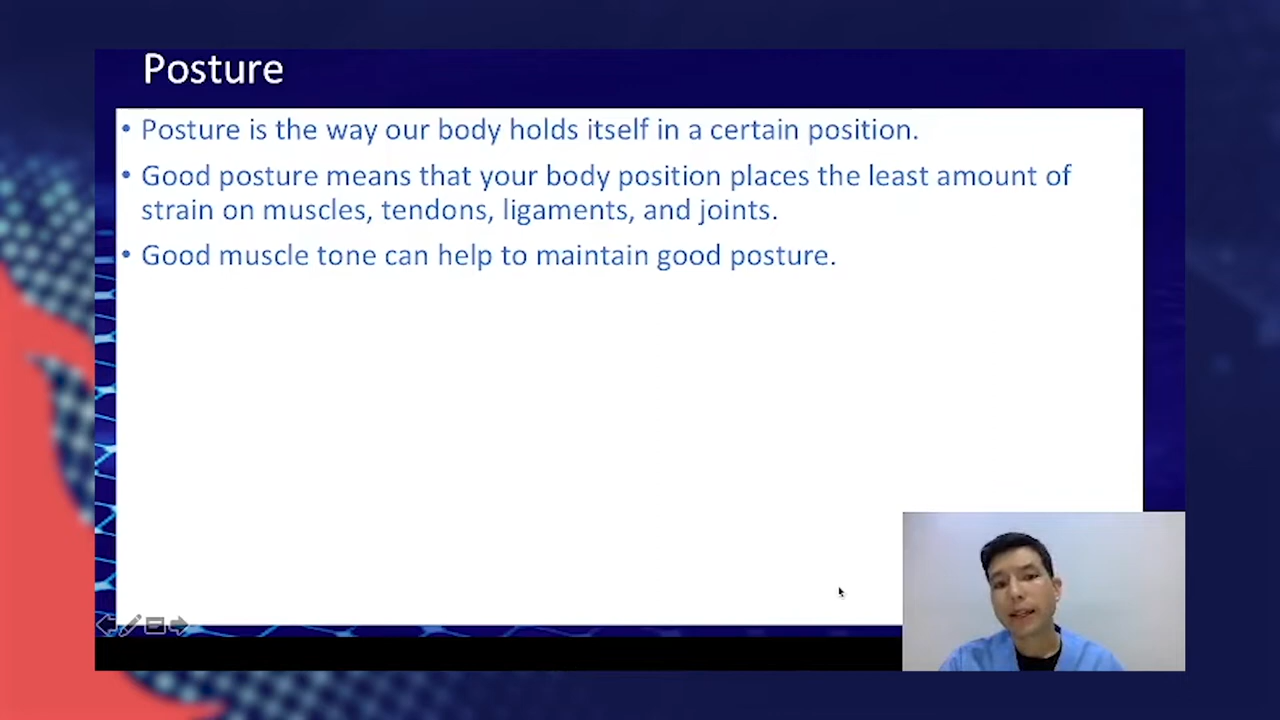 Posture
• Posture is the way our body holds itself in a certain position.
• Good posture means that your body position places the least amount of
strain on muscles, tendons, ligaments, and joints.
• Good muscle tone can help to maintain good posture.